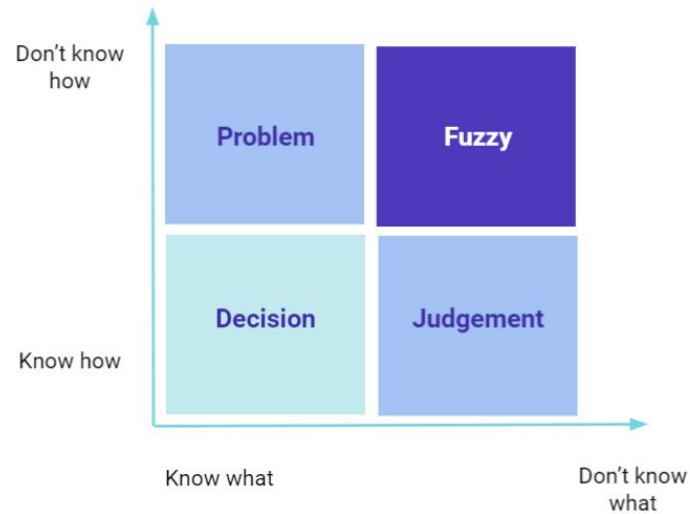 Don't know
how
Problem
Fuzzy
Decision
Judgement
Know how
Know what
Don't know
what